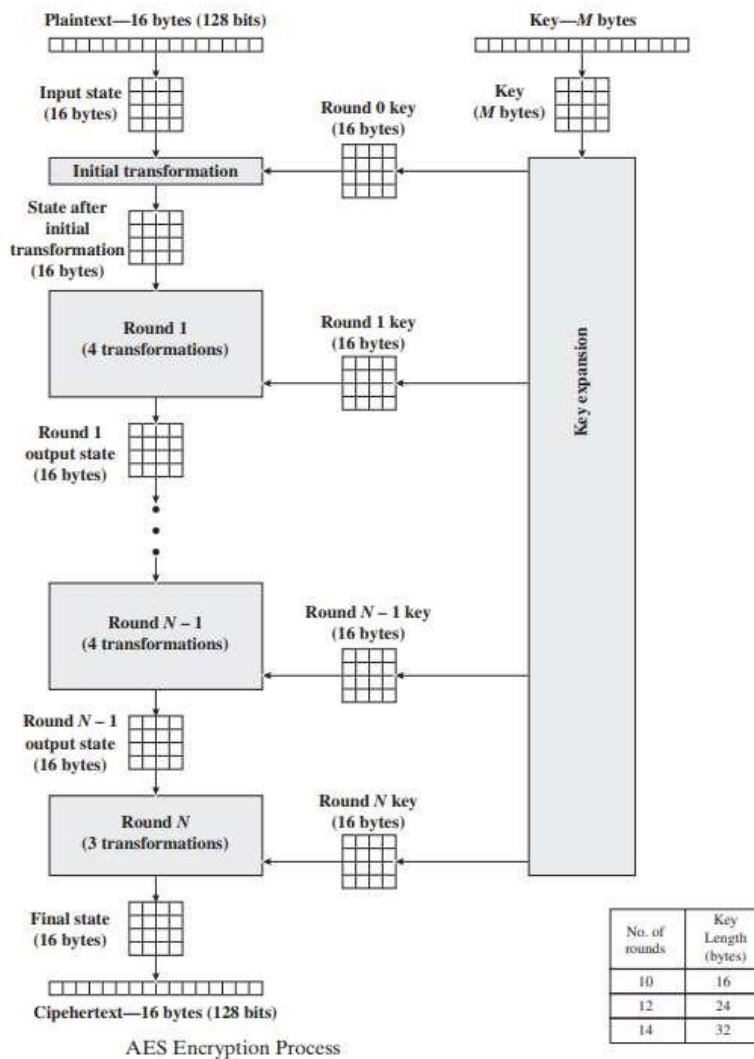 Plaintext—16 bytes (128 bits)
Key—M bytes
Input state
(16 bytes)
Key
(M bytes)
Round 0 key
(16 bytes)
Initial transformation
State after
initial
transformation
(16 bytes)
Round 1
(4 transformations)
Round 1 key
(16 bytes)
Key expansion
Round 1
output state
(16 bytes)
Round N – 1
(4 transformations)
Round N – 1 key
(16 bytes)
Round N – 1
output state
(16 bytes)
Round N
(3 transformations)
Round N key
(16 bytes)
Final state
(16 bytes)
No. of
rounds
Key
Length
(bytes)
10 16
12 24
14 32
Cipehertext—16 bytes (128 bits)
AES Encryption Process